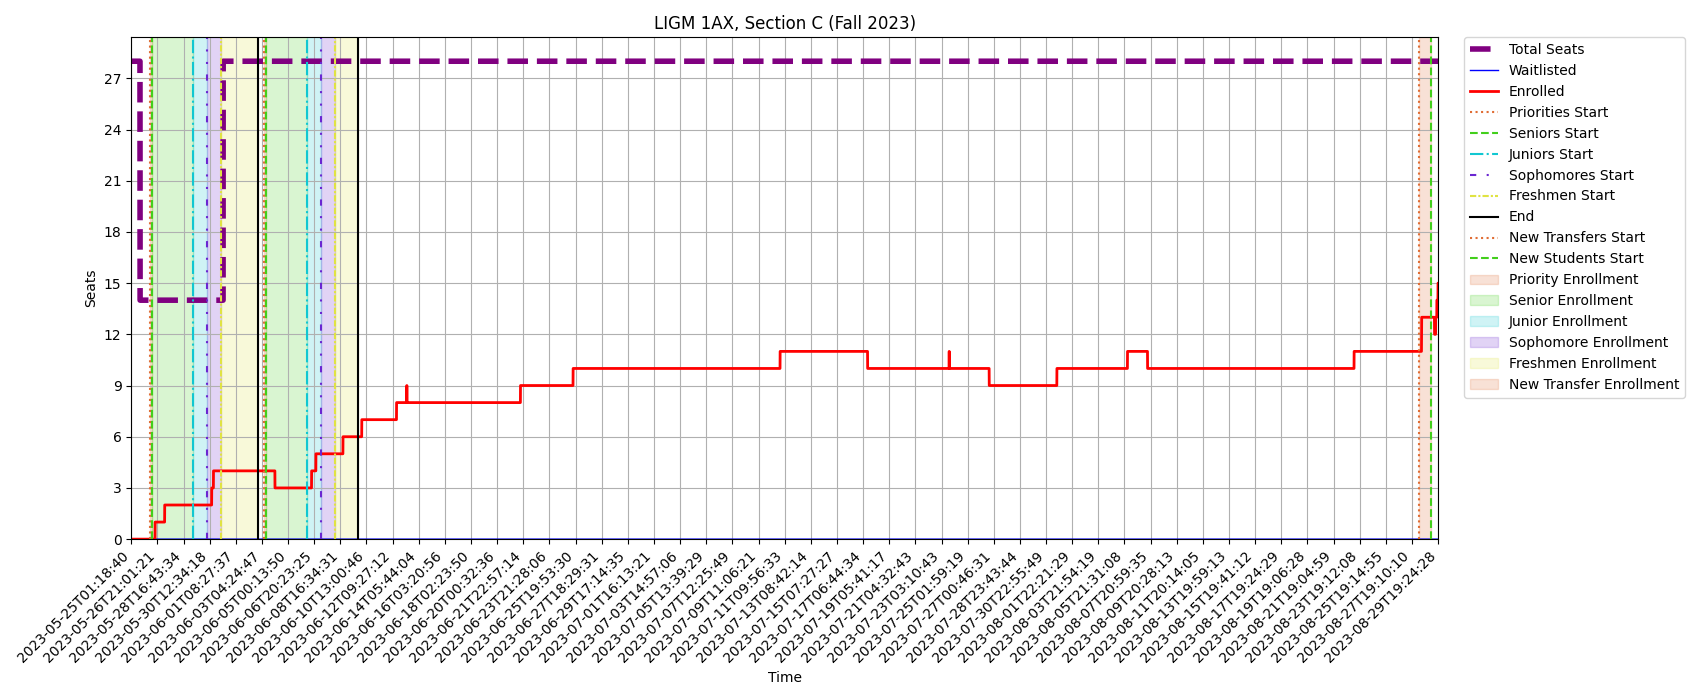 LIGM 1AX, Section C (Fall 2023)
Seats
27
24
21
18
15
12
9
6
3
0
2023-05-25T01:18:40
2023-05-26T21:01:21
2023-05-28T16:43:34
2023-05-30T12:34:18
2023-06-01T08:27:37
2023-06-03T04:24:47
2023-06-05T00:13:50
2023-06-06T20:23:25
2023-06-08T16:34:31
2023-06-10T13:00:46
2023-06-12T09:27:12
2023-06-14T05:44:04
2023-06-16T03:20:56
2023-06-18T02:23:50
2023-06-20T00:32:36
2023-06-21T22:57:14
2023-06-23T21:28:06
2023-06-25T19:53:30
2023-06-27T18:29:31
2023-06-29T17:14:35
2023-07-01T16:13:21
2023-07-03T14:57:06
2023-07-05T13:39:29
2023-07-07T12:25:49
2023-07-09T11:06:21
2023-07-11T09:56:33
2023-07-13T08:42:14
2023-07-15T07:27:27
2023-07-17T06:44:34
2023-07-19T05:41:17
2023-07-21T04:32:43
2023-07-23T03:10:43
2023-07-25T01:59:19
2023-07-27T00:46:31
2023-07-28T23:43:44
2023-07-30T22:55:49
2023-08-01T22:21:29
2023-08-03T21:54:19
2023-08-05T21:31:08
2023-08-07T20:59:35
2023-08-09T20:28:13
2023-08-11T20:14:05
2023-08-13T19:59:13
2023-08-15T19:41:12
2023-08-17T19:24:29
2023-08-19T19:06:28
2023-08-21T19:04:59
2023-08-23T19:12:08
2023-08-25T19:14:55
2023-08-27T19:10:10
2023-08-29T19:24:28
Time
Total Seats
Waitlisted
Enrolled
Priorities Start
Seniors Start
Juniors Start
Sophomores Start
Freshmen Start
End
New Transfers Start
New Students Start
Priority Enrollment
Senior Enrollment
Junior Enrollment
Sophomore Enrollment
Freshmen Enrollment
New Transfer Enrollment